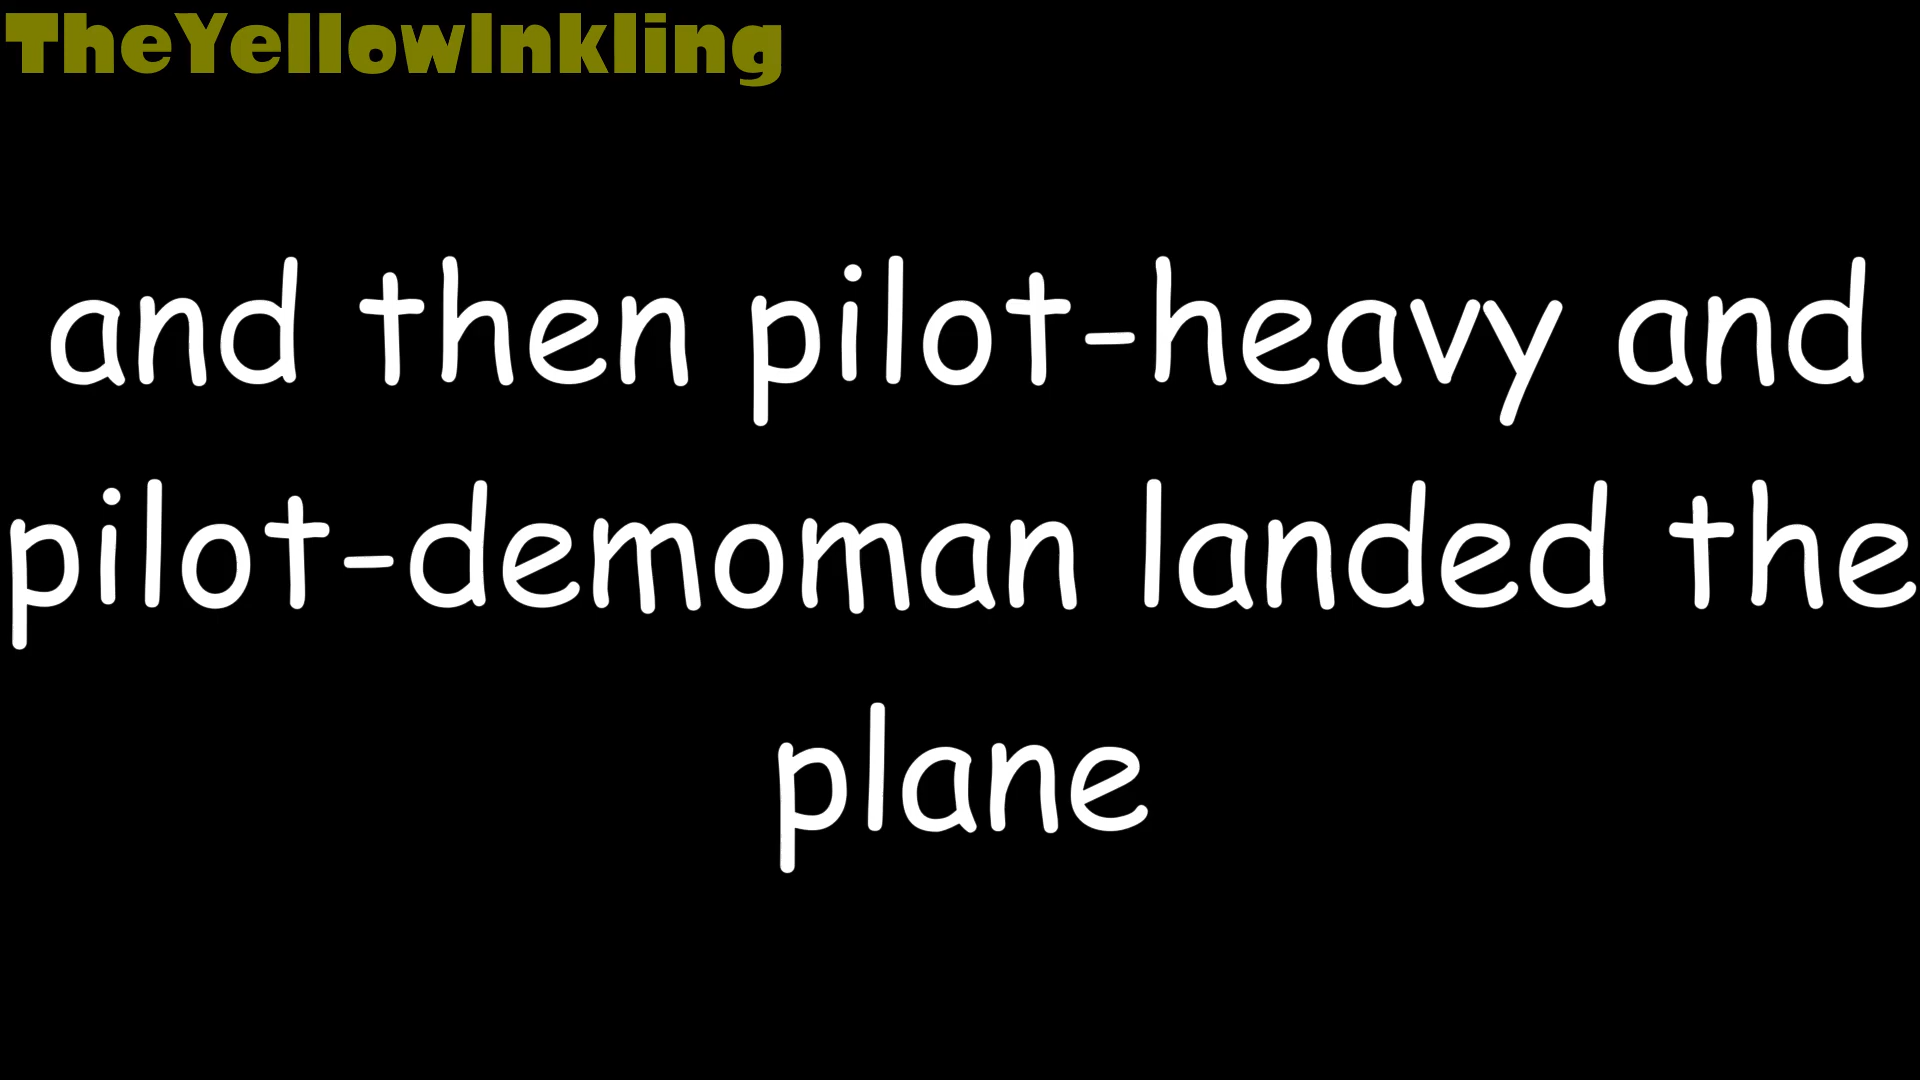 TheYellowInkling
and then pilot-heavy and
pilot-demoman landed the
plane